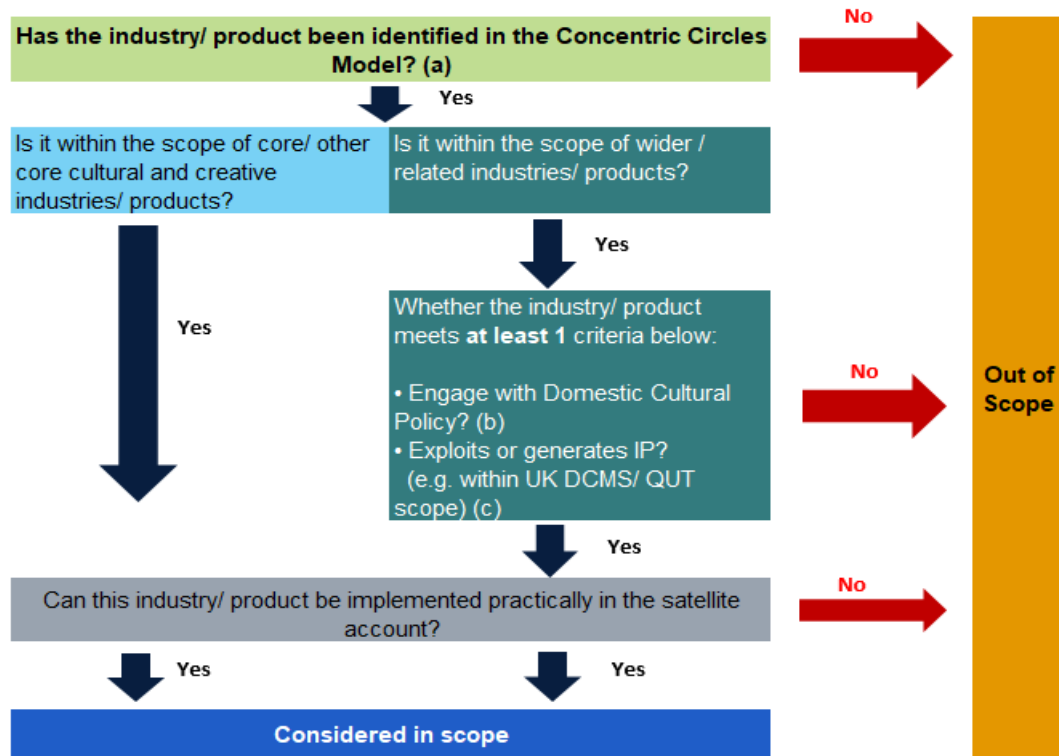 No
Has the industry/ product been identified in the Concentric Circles
Model? (a)
Yes
Is it within the scope of core/ other
core cultural and creative
industries/ products?
Is it within the scope of wider /
related industries/ products?
Yes
Yes
Whether the industry/ product
meets at least 1 criteria below:
• Engage with Domestic Cultural
Policy? (b)
• Exploits or generates IP?
(e.g. within UK DCMS/ QUT
scope) (c)
No
Out of
Scope
Yes
Can this industry/ product be implemented practically in the satellite
account?
No
Yes
Yes
Considered in scope